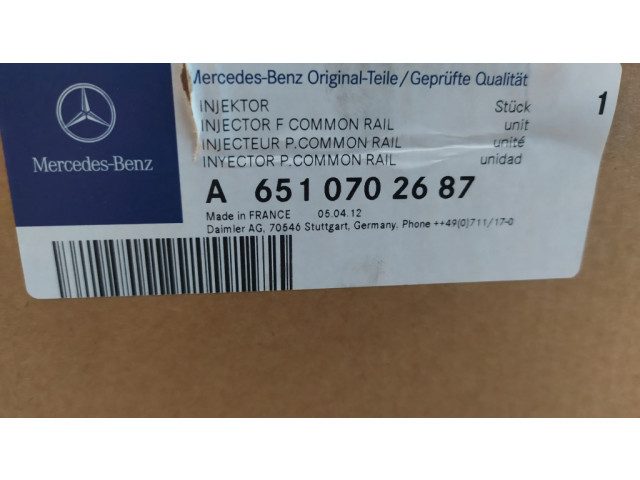 Mercedes-Benz
Mercedes-Benz Original-Teile/Geprüfte Qualität
INJEKTOR Stück 1
INJECTOR F COMMON RAIL unit
INJECTEUR P.COMMON RAIL unité
INYECTOR P.COMMON RAIL unidad
A 651 070 26 87
Made in FRANCE 05.04.12
Daimler AG, 70546 Stuttgart, Germany, Phone ++49(0)711/17-0